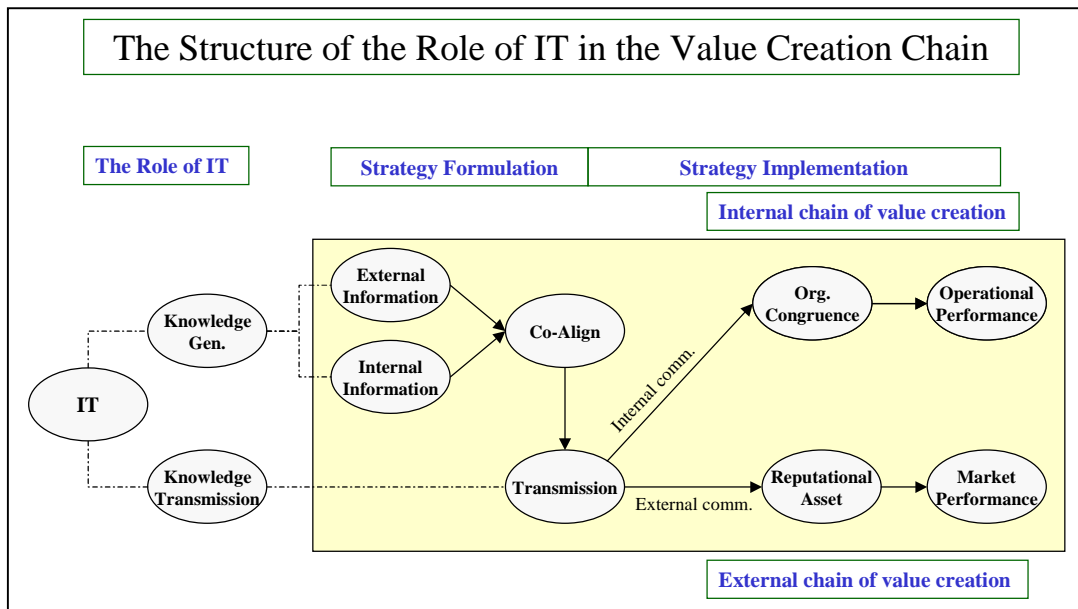 The Structure of the Role of IT in the Value Creation Chain
The Role of IT
Strategy Formulation
Strategy Implementation
Internal chain of value creation
External
Information
Org.
Congruence
Operational
Performance
Knowledge
Gen.
Co-Align
Internal
Information
Internal comm.
IT
Knowledge
Transmission
Transmission
External comm.
Reputational
Asset
Market
Performance
External chain of value creation